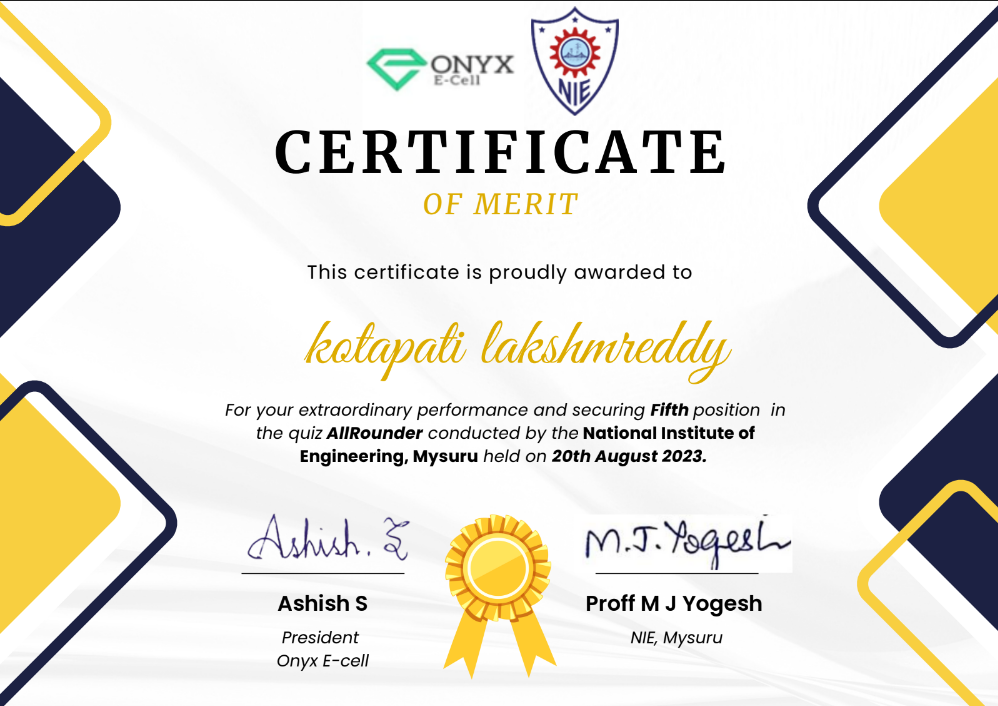 ONYX
E-Cell
NIE
CERTIFICATE
OF MERIT
This certificate is proudly awarded to
kotapati lakshmreddy
For your extraordinary performance and securing Fifth position in
the quiz AllRounder conducted by the National Institute of
Engineering, Mysuru held on 20th August 2023.
Ashish. S
M.J.Yogesh
Ashish S
Proff M J Yogesh
President
NIE, Mysuru
Onyx E-cell